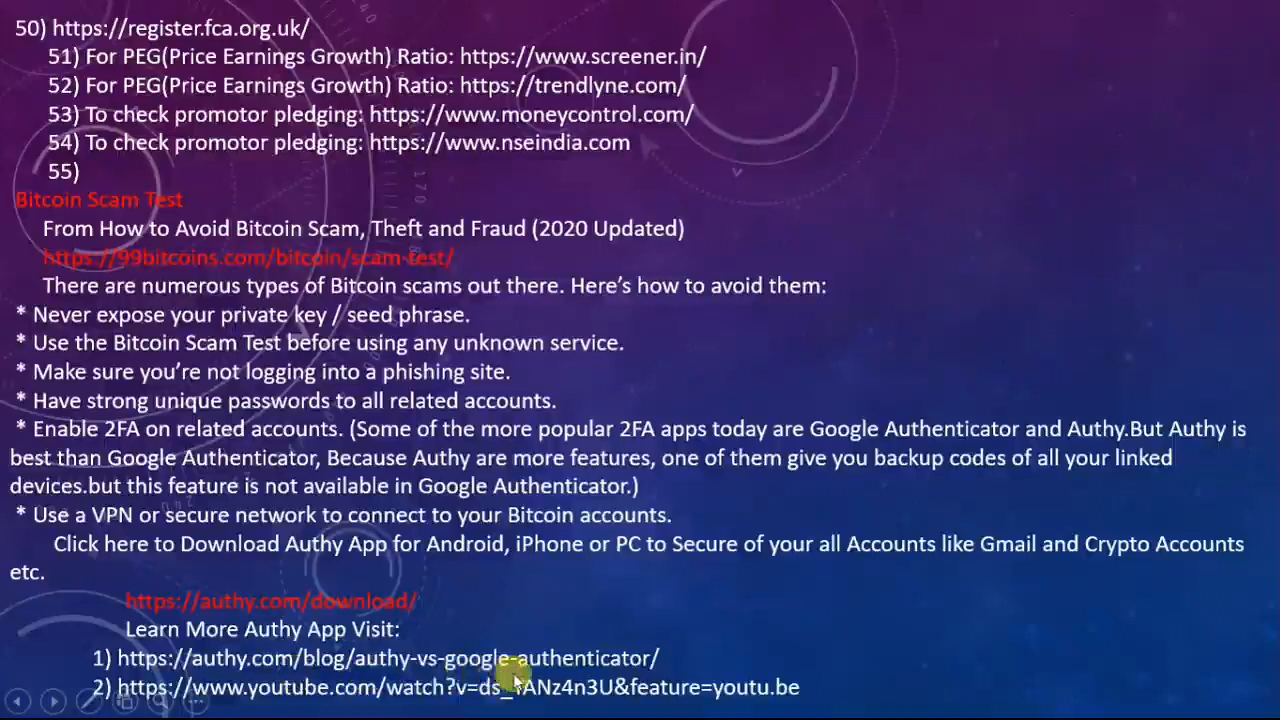 50) https://register.fca.org.uk/
51) For PEG(Price Earnings Growth) Ratio: https://www.screener.in/
52) For PEG(Price Earnings Growth) Ratio: https://trendlyne.com/
53) To check promotor pledging: https://www.moneycontrol.com/
54) To check promotor pledging: https://www.nseindia.com
55)
Bitcoin Scam Test
From How to Avoid Bitcoin Scam, Theft and Fraud (2020 Updated)
https://99bitcoins.com/bitcoin/scam-test/
There are numerous types of Bitcoin scams out there. Here’s how to avoid them:
* Never expose your private key / seed phrase.
* Use the Bitcoin Scam Test before using any unknown service.
* Make sure you’re not logging into a phishing site.
* Have strong unique passwords to all related accounts.
* Enable 2FA on related accounts. (Some of the more popular 2FA apps today are Google Authenticator and Authy.But Authy is
best than Google Authenticator, Because Authy are more features, one of them give you backup codes of all your linked
devices.but this feature is not available in Google Authenticator.)
* Use a VPN or secure network to connect to your Bitcoin accounts.
Click here to Download Authy App for Android, iPhone or PC to Secure of your all Accounts like Gmail and Crypto Accounts
etc.
https://authy.com/download/
Learn More Authy App Visit:
1) https://authy.com/blog/authy-vs-google-authenticator/
2)